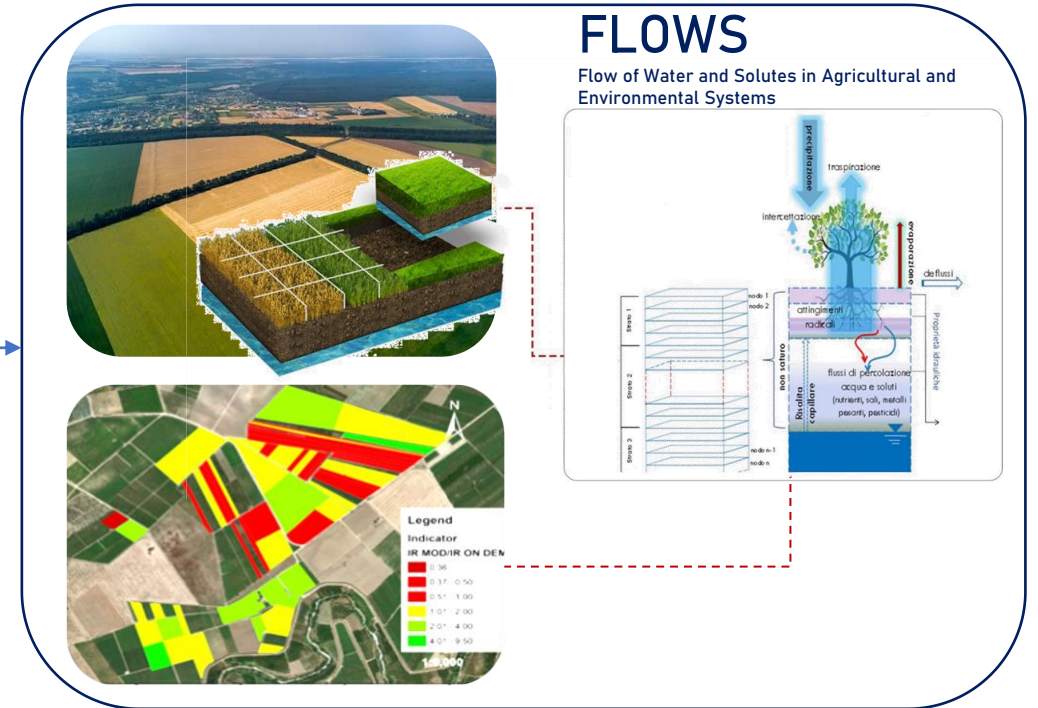 FLOWS
Flow of Water and Solutes in Agricultural and
Environmental Systems
precipitazione
traspirazione
intercettazione
evaporazione
deflussi
nodo 1
nodo 2
Strato 1
attingimenti
radicali
Proprietà idrauliche
non saturo
Strato 2
Risalita
capillare
flussi di percolazione
acqua e soluti
(nutrienti, sali, metalli
pesanti, pesticidi)
Strato 3
nodo n-1
nodo n
N
Legend
Indicator
IR MOD/IR ON DEM
0.36
0.37 - 0.50
0.51 - 1.00
1.01 - 2.00
2.01 - 4.00
4.01 - 9.50